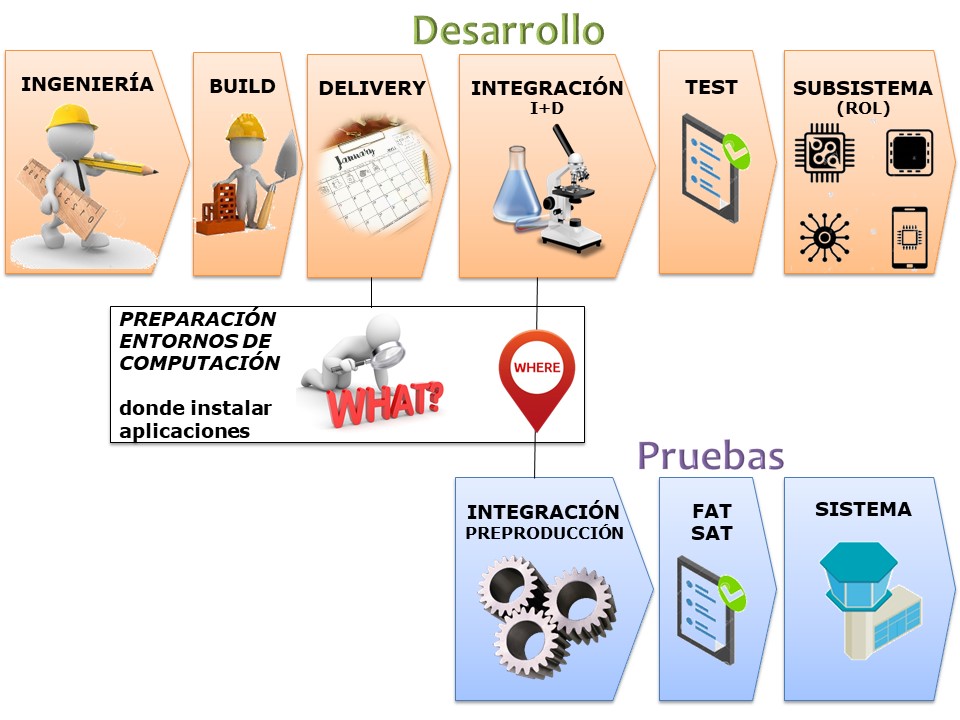 Desarrollo
INGENIERÍA
BUILD
DELIVERY
January
INTEGRACIÓN
I+D
TEST
SUBSISTEMA
(ROL)
PREPARACIÓN
ENTORNOS DE
COMPUTACIÓN
donde instalar
aplicaciones
WHAT?
WHERE
Pruebas
INTEGRACIÓN
PREPRODUCCIÓN
FAT
SAT
SISTEMA